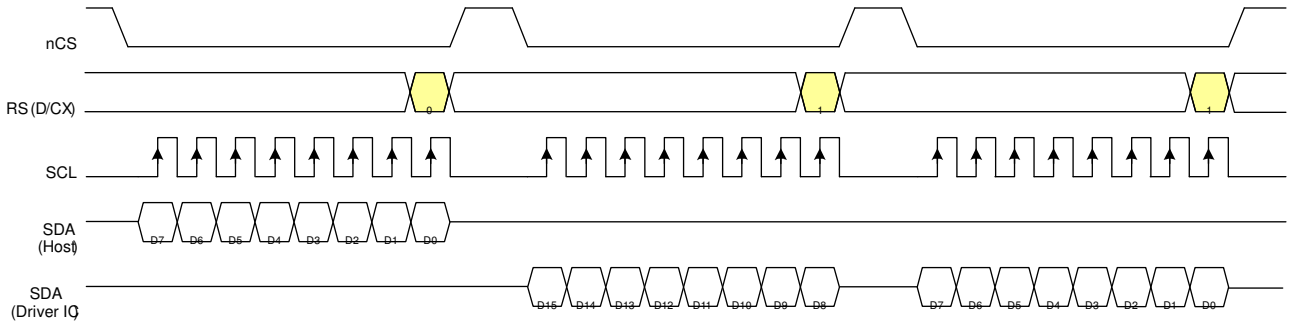 nCS
RS (D/CX)
0 1 1
SCL
SDA
(Host)
D7 D6 D5 D4 D3 D2 D1 D0
SDA
(Driver IC)
D15 D14 D13 D12 D11 D10 D9 D8 D7 D6 D5 D4 D3 D2 D1 D0